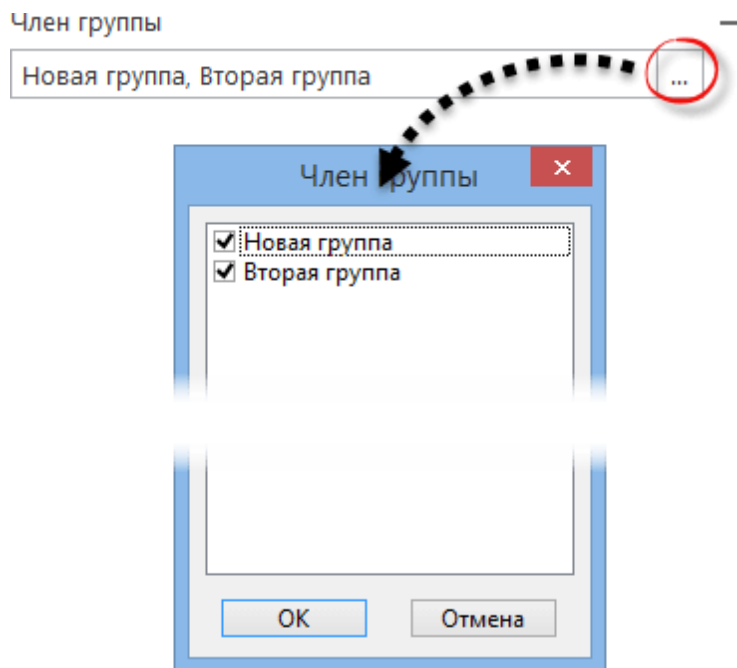 Член группы
Новая группа, Вторая группа
...
Член группы
Новая группа
Вторая группа
OK
Отмена